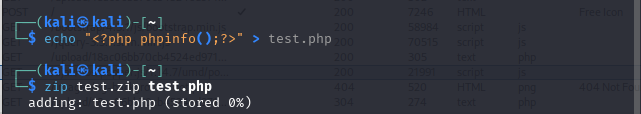 ┌──(kali㉿kali)-[~]
└─$ echo "<?php phpinfo();?>" > test.php
┌──(kali㉿kali)-[~]
└─$ zip test.zip test.php
adding: test.php (stored 0%)